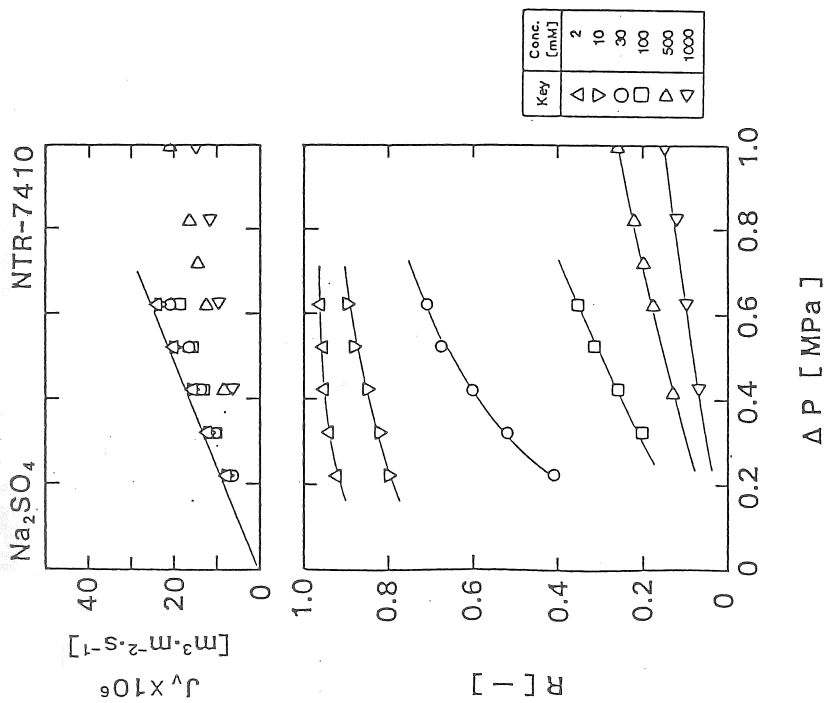 Na₂SO₄ NTR-7410
Jᵥ×10⁶
[m³·m⁻²·s⁻¹]
40
20
0
R[-]
1.0
0.8
0.6
0.4
0.2
0
0 0.2 0.4 0.6 0.8 1.0
ΔP [MPa]
Key Conc. [mM]
△ 2
▽ 10
○ 30
□ 100
△ 500
▽ 1000